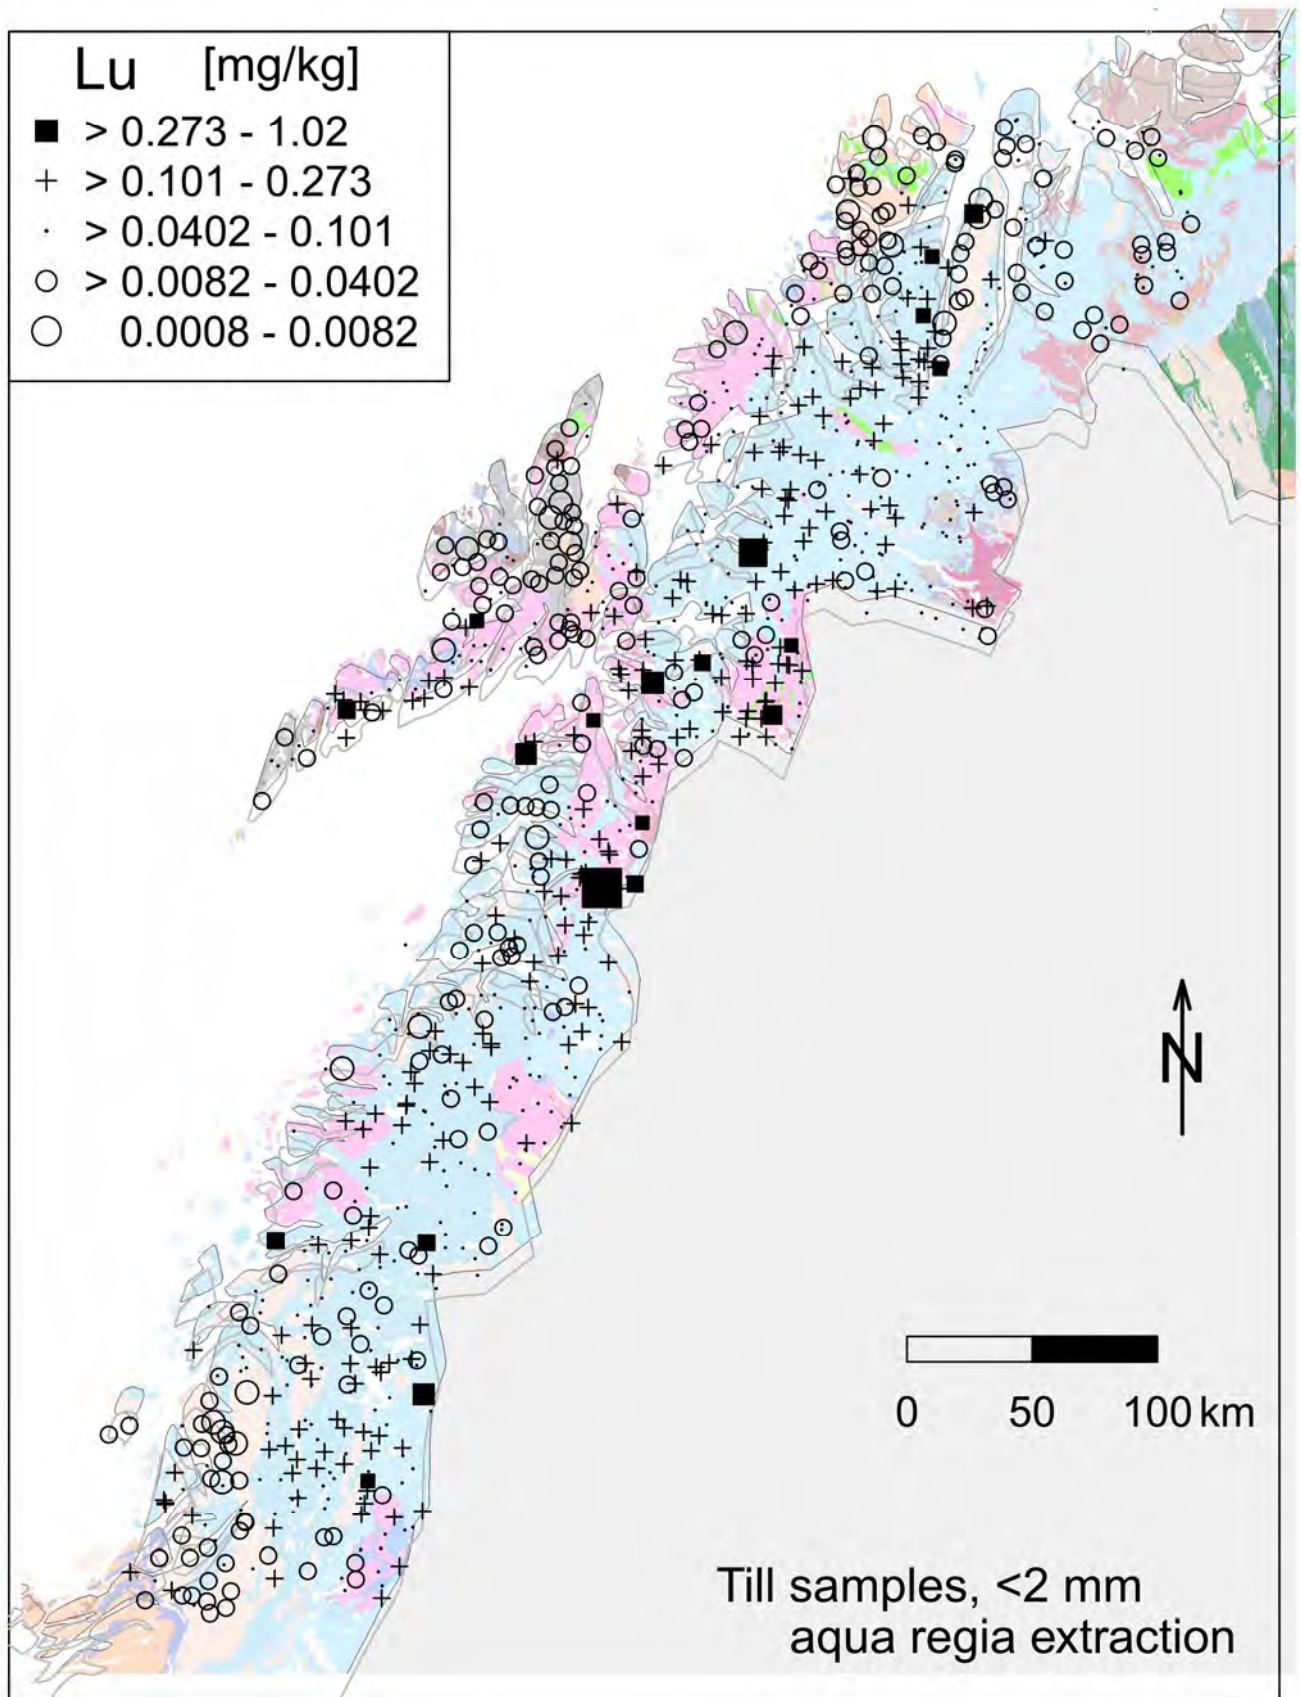 Lu [mg/kg]
> 0.273 - 1.02
> 0.101 - 0.273
> 0.0402 - 0.101
> 0.0082 - 0.0402
0.0008 - 0.0082
N
0 50 100 km
Till samples, <2 mm
aqua regia extraction